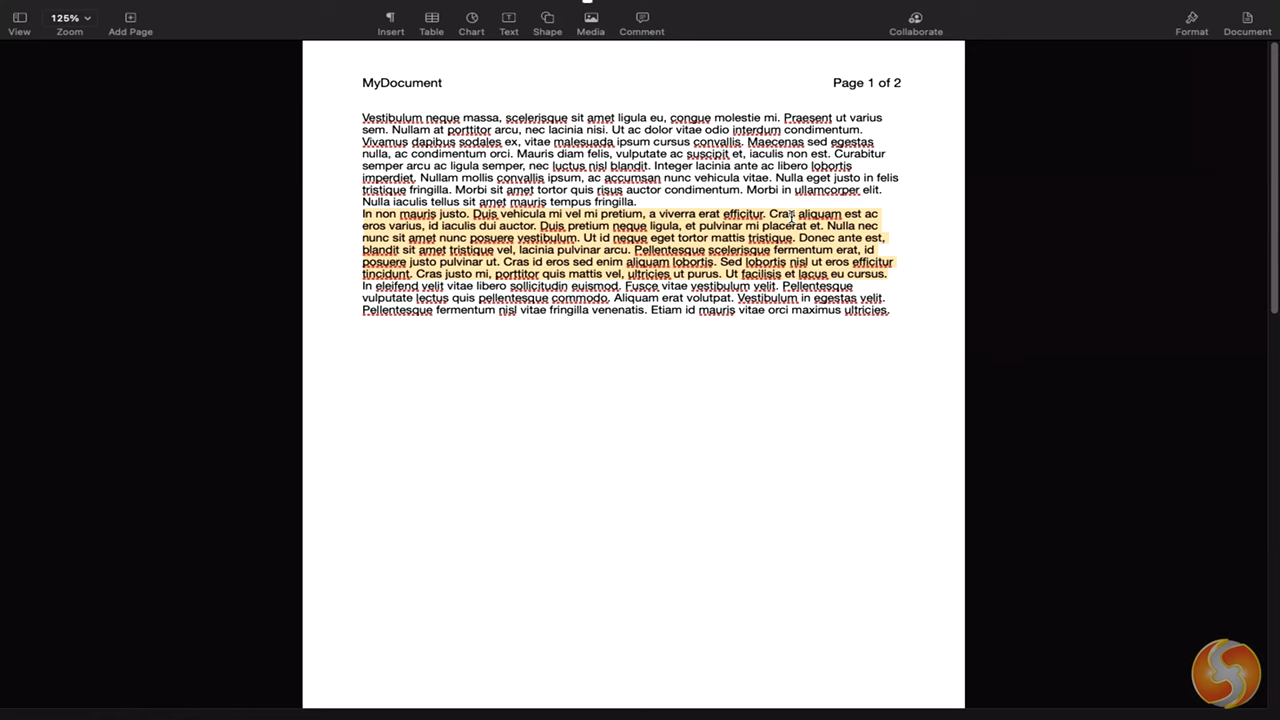 125%
View
Zoom
Add Page
Insert
Table
Chart
Text
Shape
Media
Comment
Collaborate
Format
Document
MyDocument
Page 1 of 2
Vestibulum neque massa, scelerisque sit amet ligula eu, congue molestie mi. Praesent ut varius
sem. Nullam at porttitor arcu, nec lacinia nisi. Ut ac dolor vitae odio interdum condimentum.
Vivamus dapibus sodales ex, vitae malesuada ipsum cursus convallis. Maecenas sed egestas
nulla, ac condimentum orci. Mauris diam felis, vulputate ac suscipit et, iaculis non est. Curabitur
semper arcu ac ligula semper, nec luctus nisl blandit. Integer lacinia ante ac libero lobortis
imperdiet. Nullam mollis convallis ipsum, ac accumsan nunc vehicula vitae. Nulla eget justo in felis
tristique fringilla. Morbi sit amet tortor quis risus auctor condimentum. Morbi in ullamcorper elit.
Nulla iaculis tellus sit amet mauris tempus fringilla.
In non mauris justo. Duis vehicula mi vel mi pretium, a viverra erat efficitur. Cras aliquam est ac
eros varius, id iaculis dui auctor. Duis pretium neque ligula, et pulvinar mi placerat et. Nulla nec
nunc sit amet nunc posuere vestibulum. Ut id neque eget tortor mattis tristique. Donec ante est,
blandit sit amet tristique vel, lacinia pulvinar arcu. Pellentesque scelerisque fermentum erat, id
posuere justo pulvinar ut. Cras id eros sed enim aliquam lobortis. Sed lobortis nisl ut eros efficitur
tincidunt. Cras justo mi, porttitor quis mattis vel, ultricies ut purus. Ut facilisis et lacus eu cursus.
In eleifend velit vitae libero sollicitudin euismod. Fusce vitae vestibulum velit. Pellentesque
vulputate lectus quis pellentesque commodo. Aliquam erat volutpat. Vestibulum in egestas velit.
Pellentesque fermentum nisl vitae fringilla venenatis. Etiam id mauris vitae orci maximus ultricies.